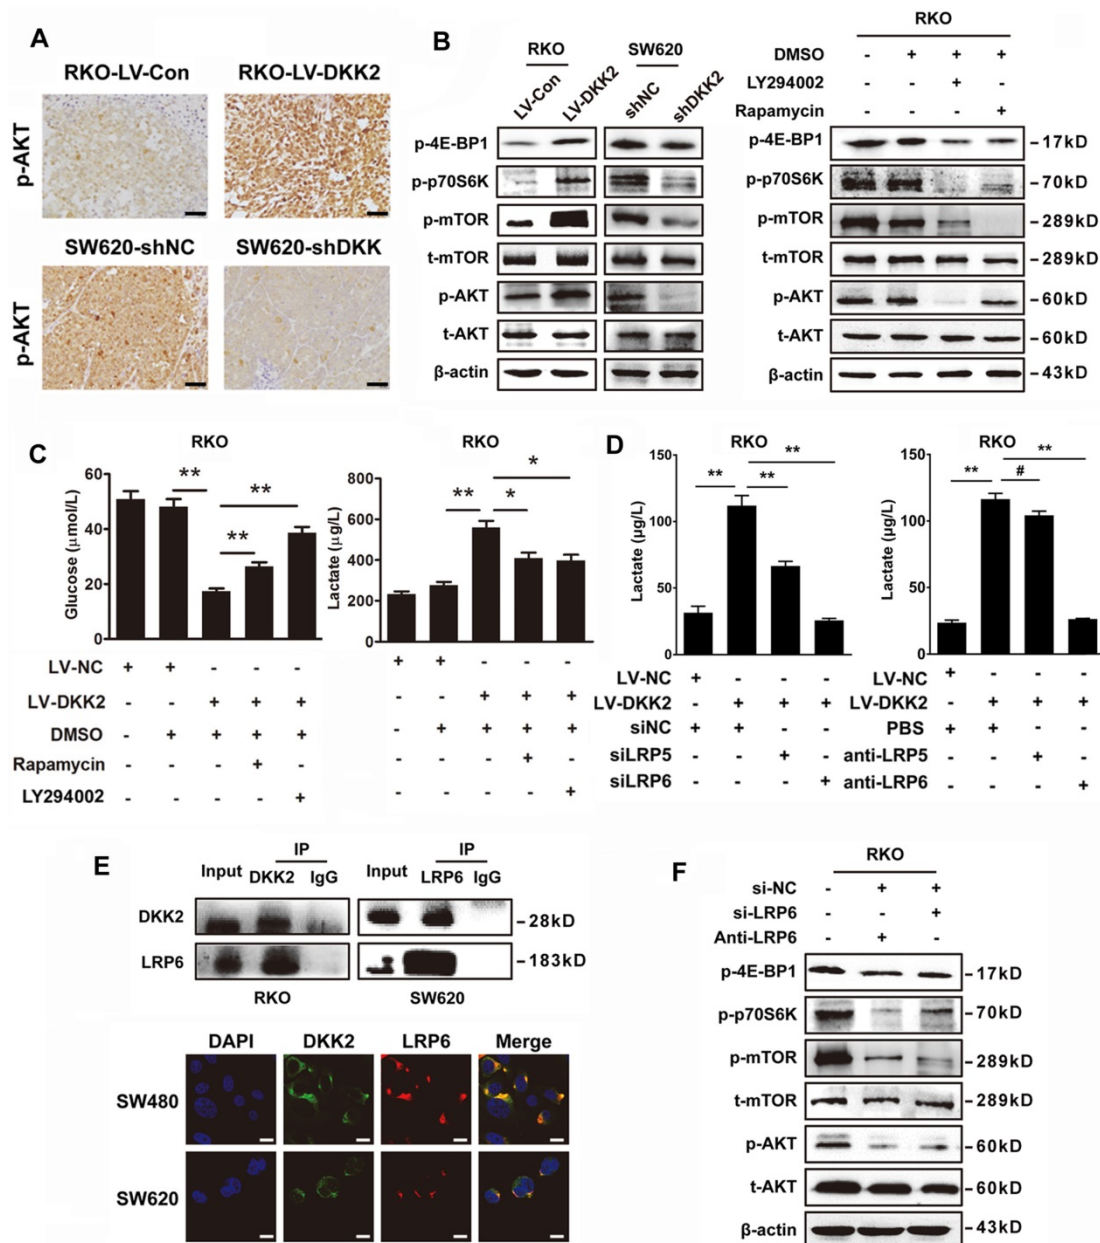 A
RKO-LV-Con RKO-LV-DKK2
p-AKT
SW620-shNC SW620-shDKK
p-AKT
B
RKO SW620
LV-Con LV-DKK2 shNC shDKK2
p-4E-BP1
p-p70S6K
p-mTOR
t-mTOR
p-AKT
t-AKT
β-actin
RKO
DMSO - + + +
LY294002 - - + -
Rapamycin - - - +
p-4E-BP1 -17kD
p-p70S6K -70kD
p-mTOR -289kD
t-mTOR -289kD
p-AKT -60kD
t-AKT -60kD
β-actin -43kD
C
RKO
Glucose (μmol/L)
60
40
20
0
** ** **
LV-NC + + - - -
LV-DKK2 - - + + +
DMSO - + + + +
Rapamycin - - - + -
LY294002 - - - - +
RKO
Lactate (μg/L)
800
600
400
200
0
** * *
+ + - - -
- - + + +
- + + + +
- - - + -
- - - - +
D
RKO
Lactate (μg/L)
150
100
50
0
** ** **
LV-NC + - - -
LV-DKK2 - + + +
siNC + + - -
siLRP5 - - + -
siLRP6 - - - +
RKO
Lactate (μg/L)
150
100
50
0
** # **
LV-NC + - - -
LV-DKK2 - + + +
PBS + + - -
anti-LRP5 - - + -
anti-LRP6 - - - +
E
IP IP
Input DKK2 IgG Input LRP6 IgG
DKK2 -28kD
LRP6 -183kD
RKO SW620
DAPI DKK2 LRP6 Merge
SW480
SW620
F
RKO
si-NC - + +
si-LRP6 - - +
Anti-LRP6 - + -
p-4E-BP1 -17kD
p-p70S6K -70kD
p-mTOR -289kD
t-mTOR -289kD
p-AKT -60kD
t-AKT -60kD
β-actin -43kD